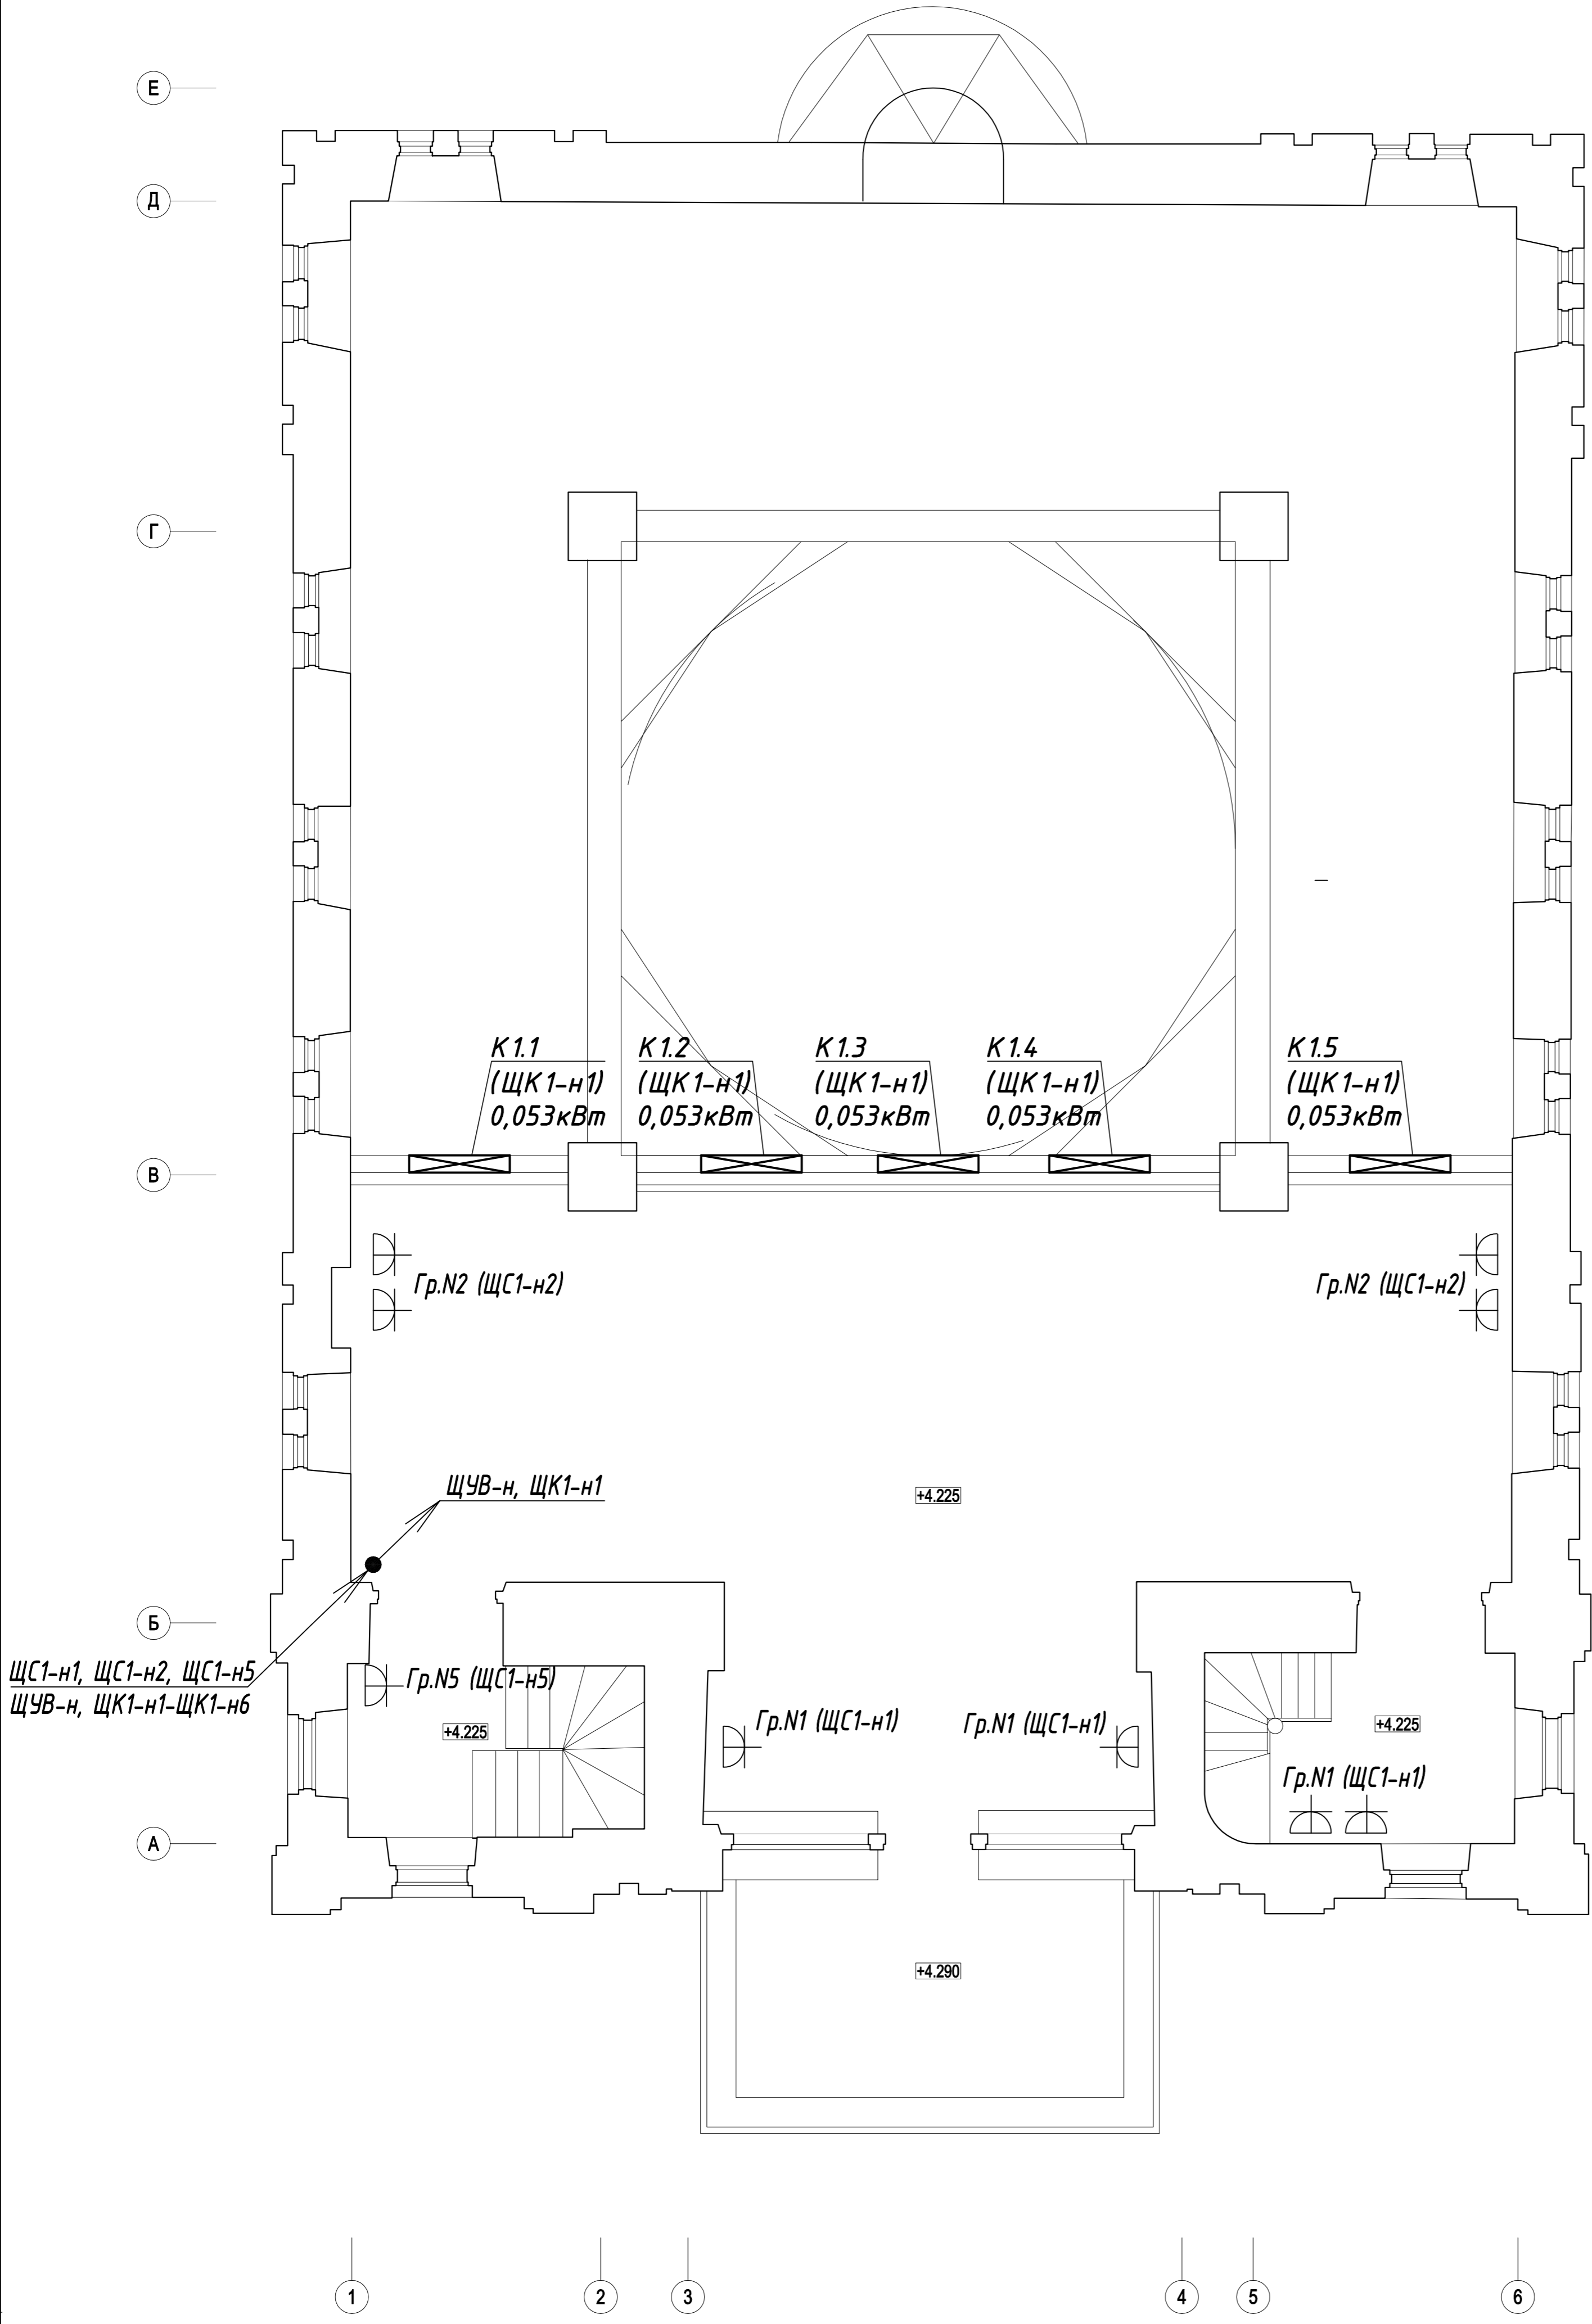 Е
Д
Г
К1.1
(ЩК1-н1)
0,053кВт
К1.2
(ЩК1-н1)
0,053кВт
К1.3
(ЩК1-н1)
0,053кВт
К1.4
(ЩК1-н1)
0,053кВт
К1.5
(ЩК1-н1)
0,053кВт
В
Гр.N2 (ЩС1-н2)
Гр.N2 (ЩС1-н2)
ЩУВ-н, ЩК1-н1
+4.225
Б
ЩС1-н1, ЩС1-н2, ЩС1-н5
ЩУВ-н, ЩК1-н1-ЩК1-н6
Гр.N5 (ЩС1-н5)
+4.225
Гр.N1 (ЩС1-н1)
Гр.N1 (ЩС1-н1)
+4.225
Гр.N1 (ЩС1-н1)
А
+4.290
1
2
3
4
5
6